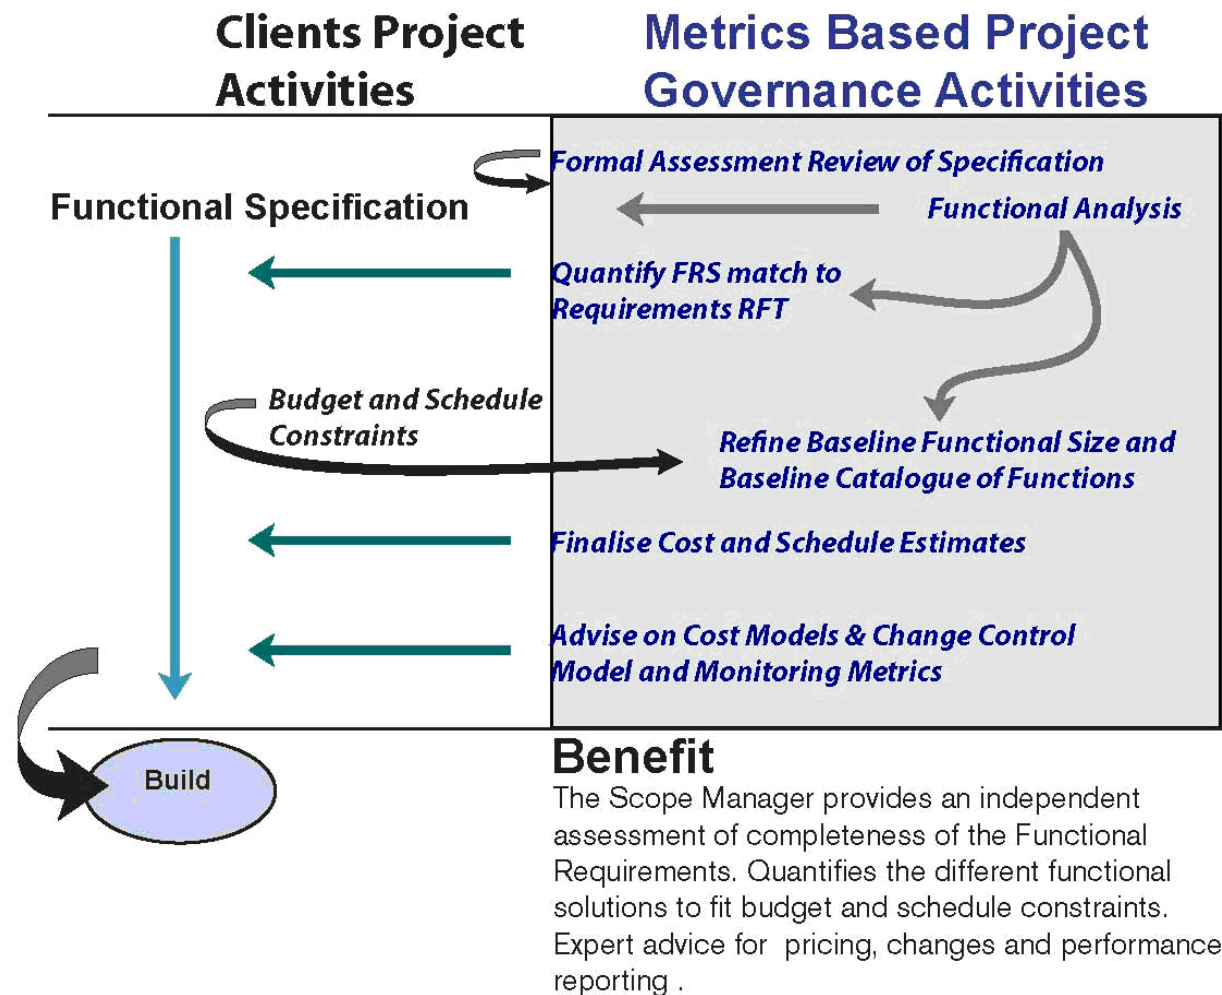 Clients Project
Activities
Metrics Based Project
Governance Activities
Formal Assessment Review of Specification
Functional Specification
Functional Analysis
Quantify FRS match to
Requirements RFT
Budget and Schedule
Constraints
Refine Baseline Functional Size and
Baseline Catalogue of Functions
Finalise Cost and Schedule Estimates
Advise on Cost Models & Change Control
Model and Monitoring Metrics
Build
Benefit
The Scope Manager provides an independent
assessment of completeness of the Functional
Requirements. Quantifies the different functional
solutions to fit budget and schedule constraints.
Expert advice for  pricing, changes and performance
reporting .